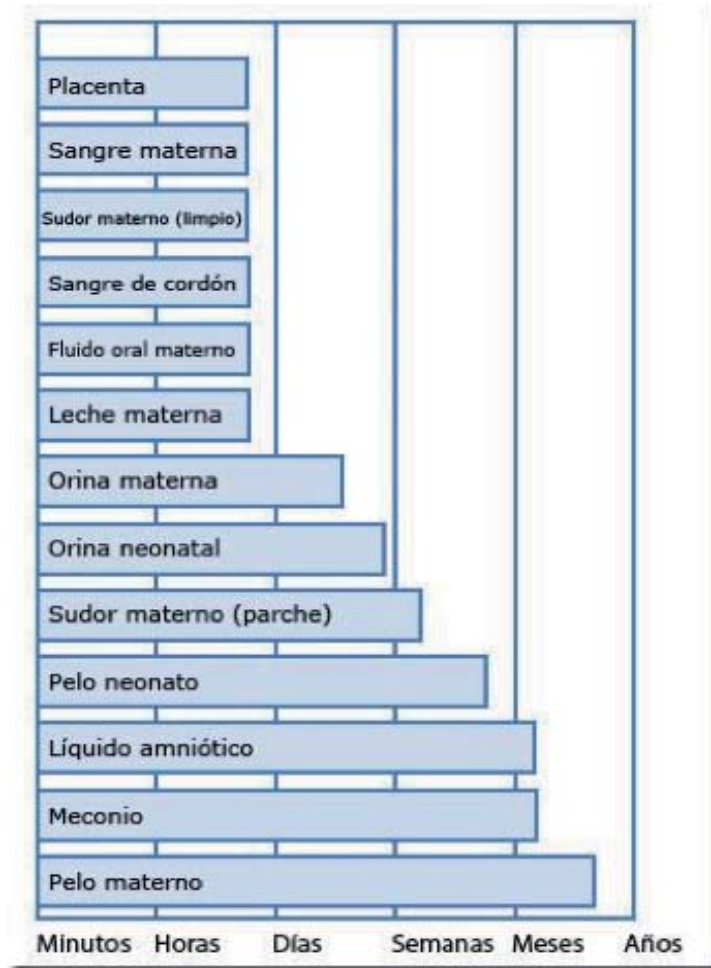 Placenta
Sangre materna
Sudor materno (limpio)
Sangre de cordón
Fluido oral materno
Leche materna
Orina materna
Orina neonatal
Sudor materno (parche)
Pelo neonato
Líquido amniótico
Meconio
Pelo materno
Minutos Horas Días Semanas Meses Años